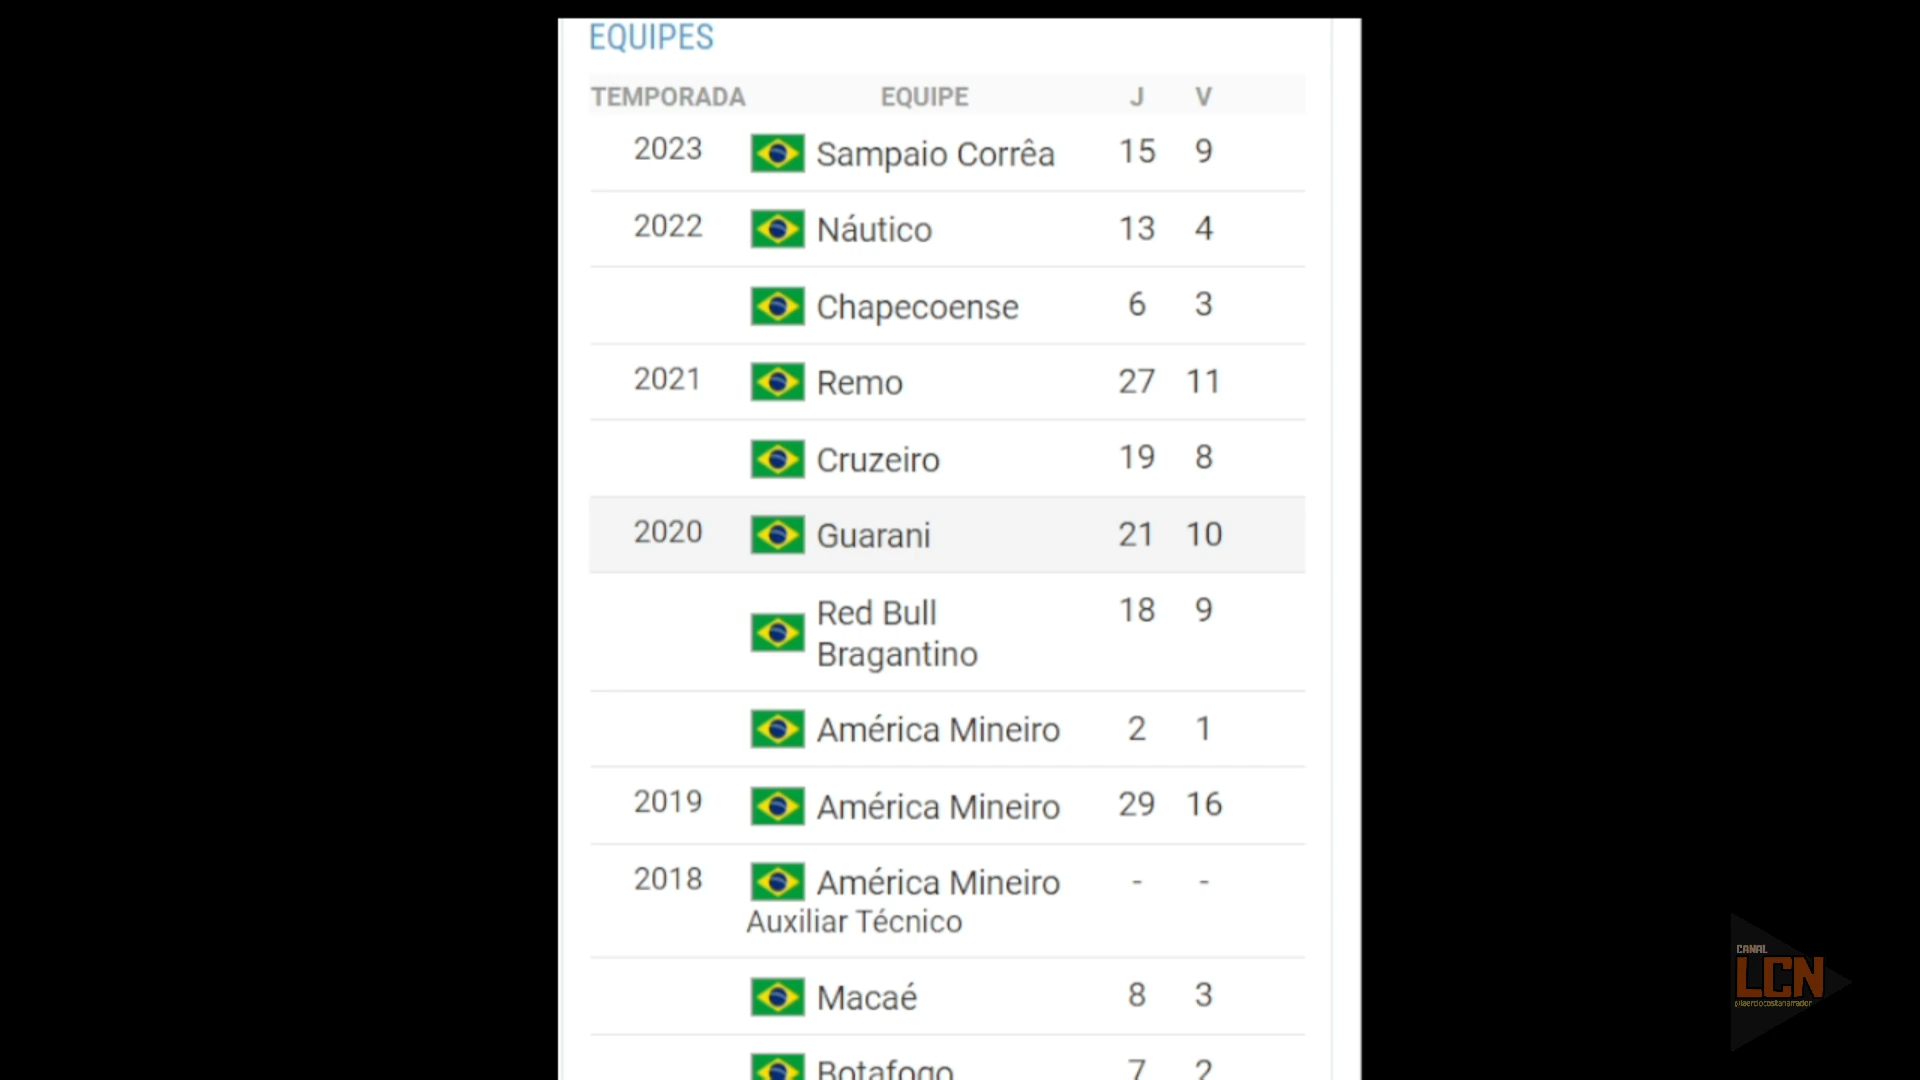 EQUIPES
TEMPORADA EQUIPE J V
2023 Sampaio Corrêa 15 9
2022 Náutico 13 4
Chapecoense 6 3
2021 Remo 27 11
Cruzeiro 19 8
2020 Guarani 21 10
Red Bull 18 9
Bragantino
América Mineiro 2 1
2019 América Mineiro 29 16
2018 América Mineiro - -
Auxiliar Técnico
Macaé 8 3
Botafogo 7 2
CANAL
LCN
@laerciocostanarrador